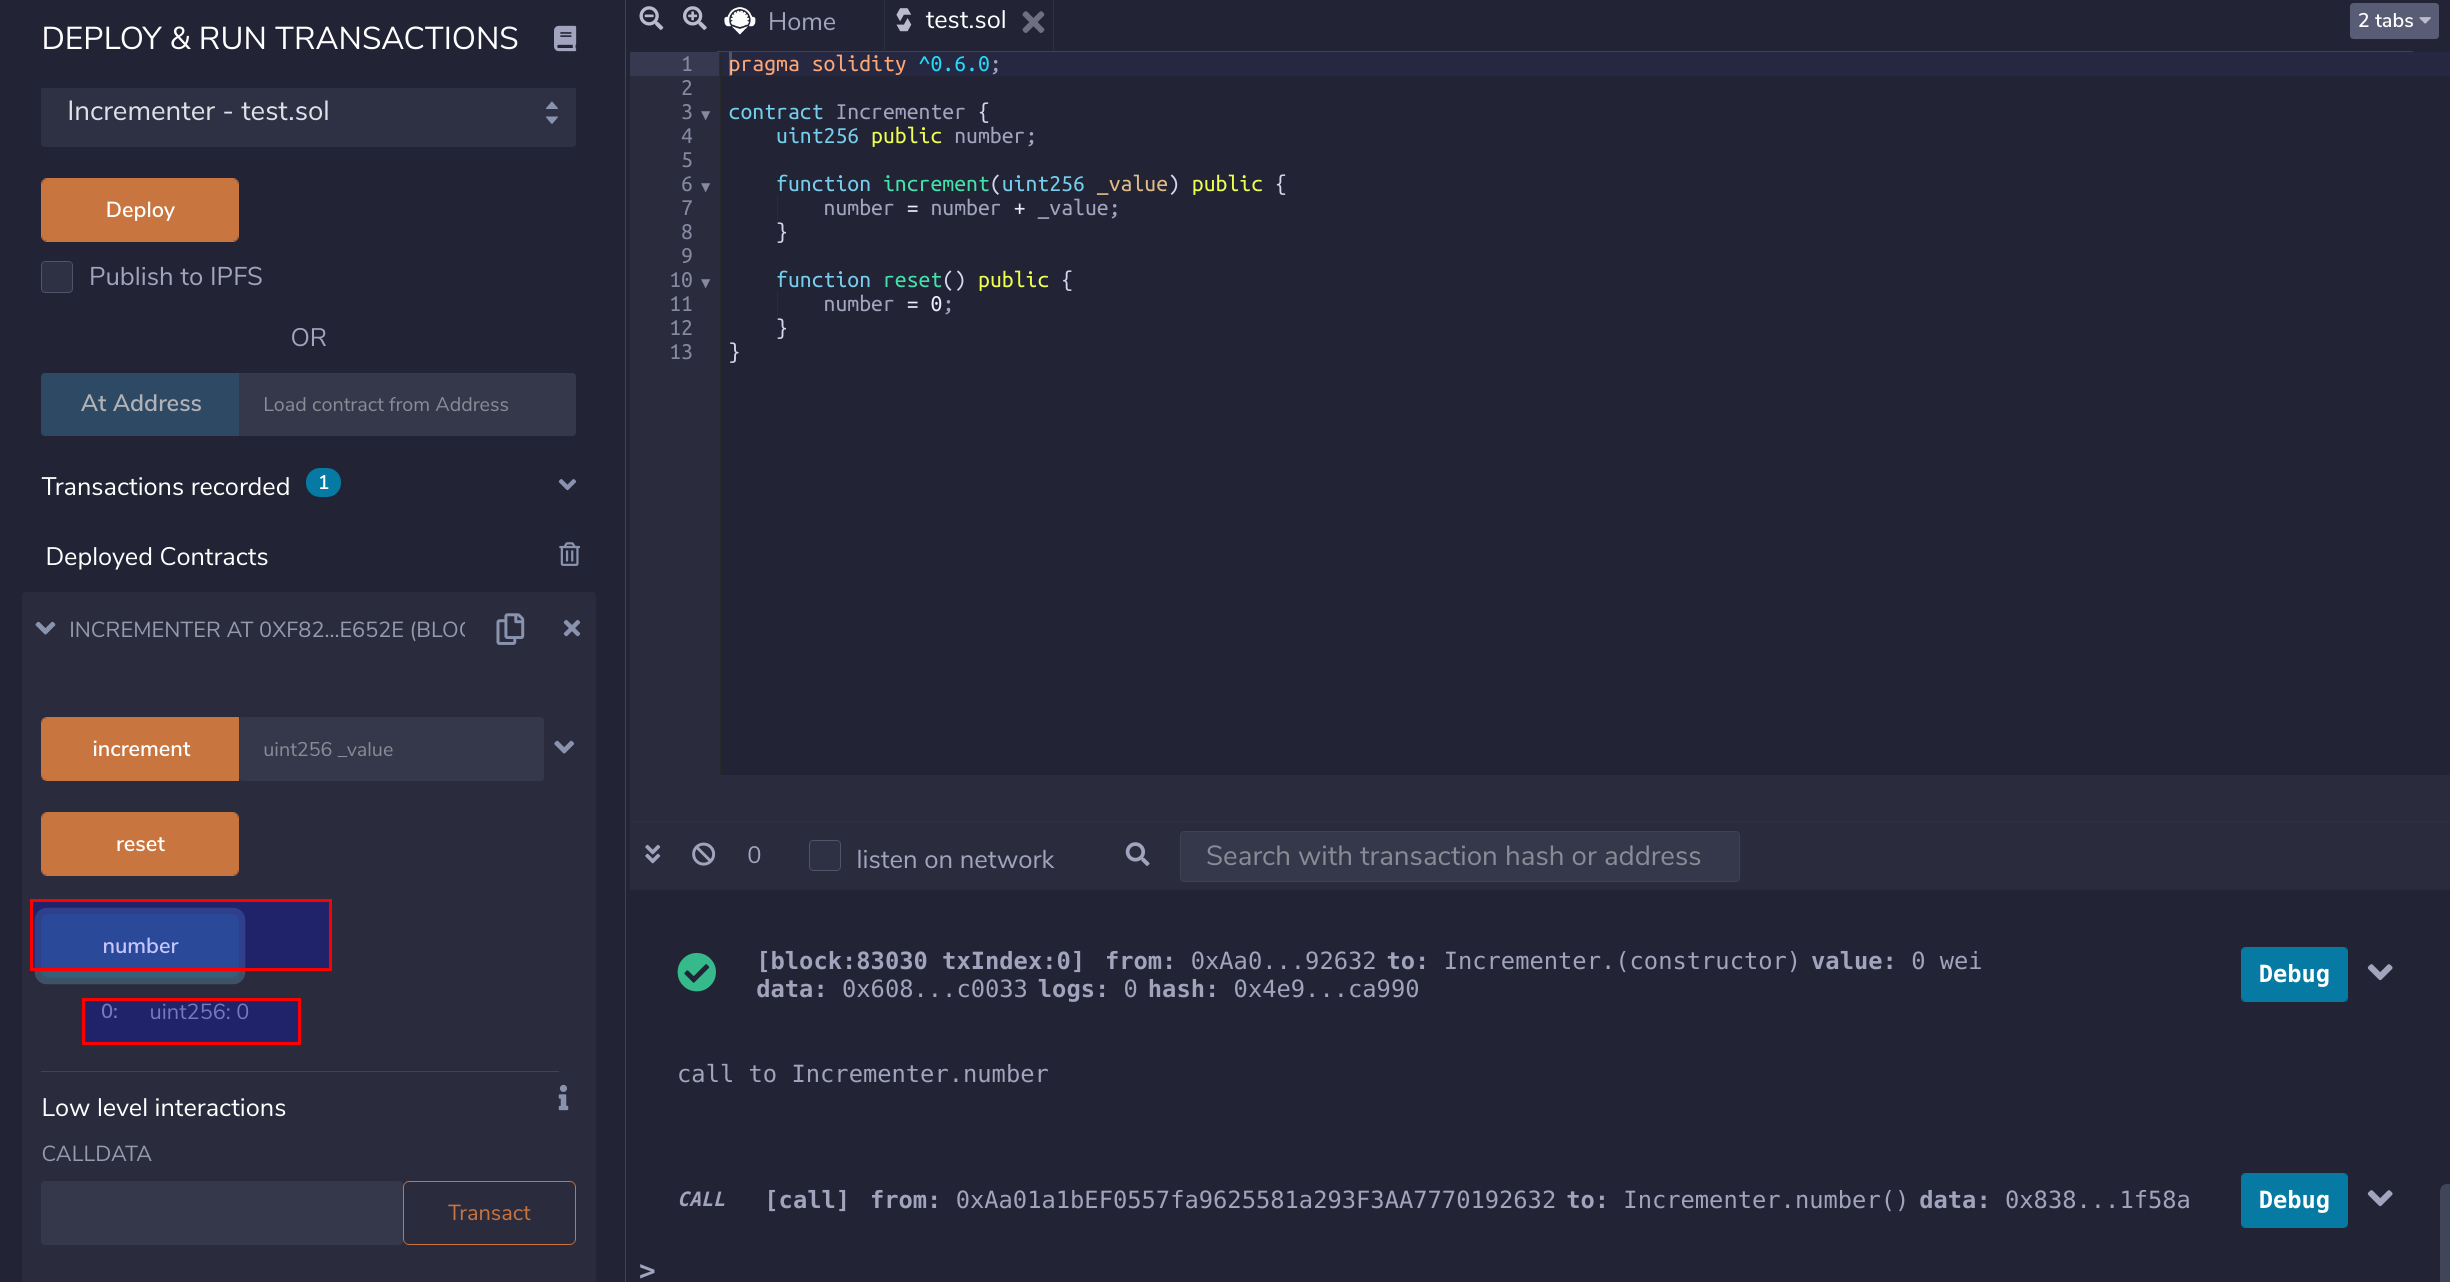 DEPLOY & RUN TRANSACTIONS
Incrementer - test.sol
Deploy
Publish to IPFS
OR
At Address
Load contract from Address
Transactions recorded 1
Deployed Contracts
INCREMENTER AT 0XF82...E652E (BLOC
increment
uint256 _value
reset
number
0: uint256: 0
Low level interactions
i
CALLDATA
Transact
Home
test.sol
2 tabs
1 pragma solidity ^0.6.0;
2
3 contract Incrementer {
4 uint256 public number;
5
6 function increment(uint256 _value) public {
7 number = number + _value;
8 }
9
10 function reset() public {
11 number = 0;
12 }
13 }
0
listen on network
Search with transaction hash or address
[block:83030 txIndex:0] from: 0xAa0...92632 to: Incrementer.(constructor) value: 0 wei
data: 0x608...c0033 logs: 0 hash: 0x4e9...ca990
Debug
call to Incrementer.number
CALL [call] from: 0xAa01a1bEF0557fa9625581a293F3AA7770192632 to: Incrementer.number() data: 0x838...1f58a
Debug
>